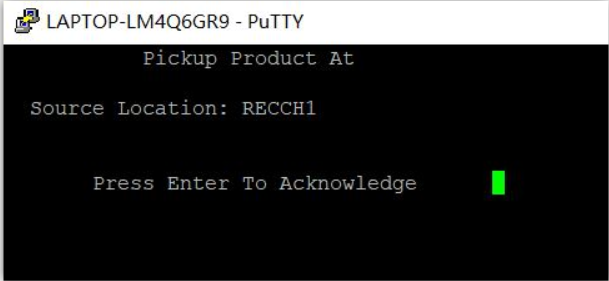 LAPTOP-LM4Q6GR9 - PuTTY
Pickup Product At
Source Location: RECCH1
Press Enter To Acknowledge